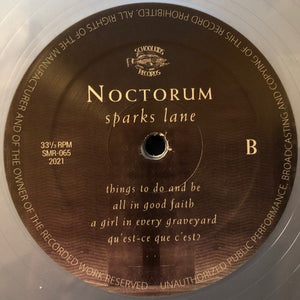 SCHOOLKIDS
RECORDS
NOCTORUM
sparks lane
33⅓ RPM
SMR-065
2021
B
things to do and be
all in good faith
a girl in every graveyard
qu'est-ce que c'est?
OF THE MANUFACTURER AND OF THE OWNER OF THE RECORDED WORK RESERVED UNAUTHORIZED PUBLIC PERFORMANCE, BROADCASTING AND COPYING OF THIS RECORD PROHIBITED. ALL RIGHTS